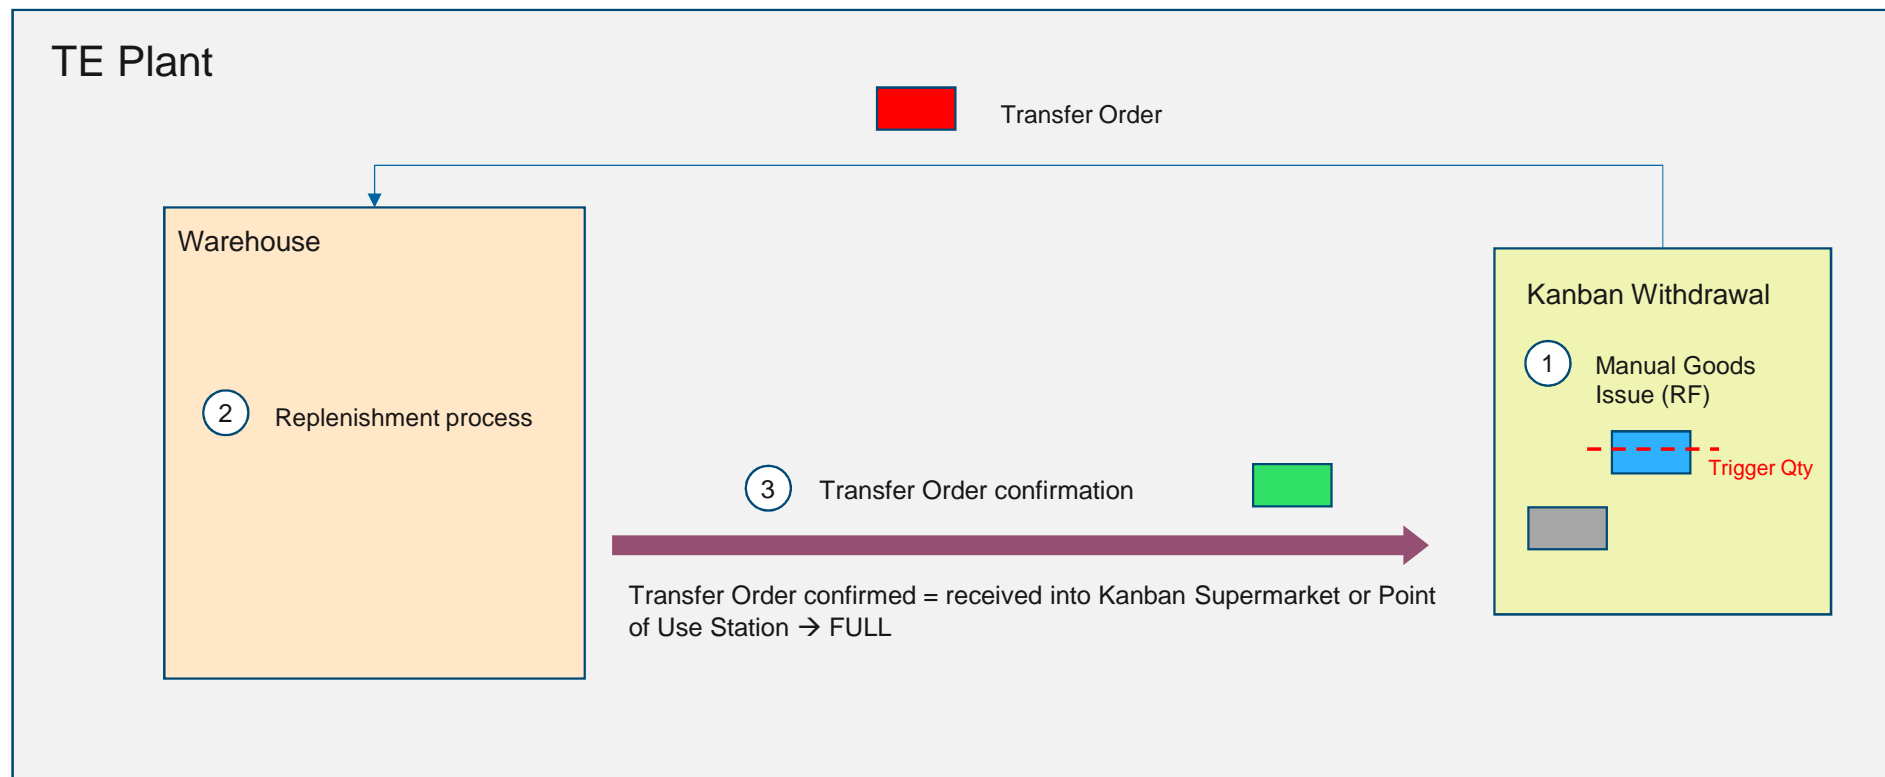 TE Plant
Transfer Order
Warehouse
2
Replenishment process
3
Transfer Order confirmation
Transfer Order confirmed = received into Kanban Supermarket or Point
of Use Station → FULL
Kanban Withdrawal
1
Manual Goods
Issue (RF)
Trigger Qty